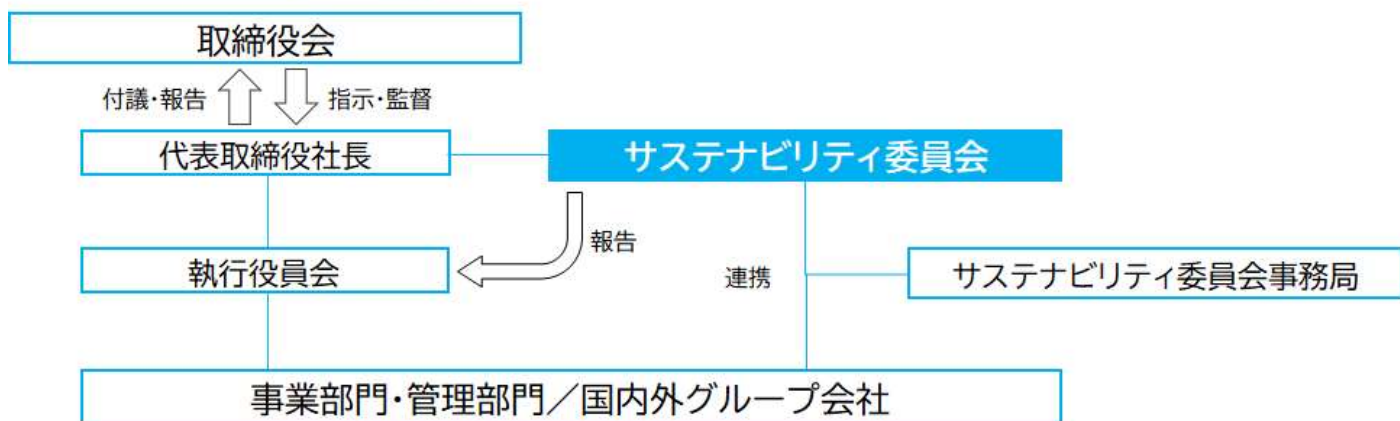 取締役会
付議・報告
指示・監督
代表取締役社長
サステナビリティ委員会
報告
執行役員会
連携
サステナビリティ委員会事務局
事業部門・管理部門／国内外グループ会社